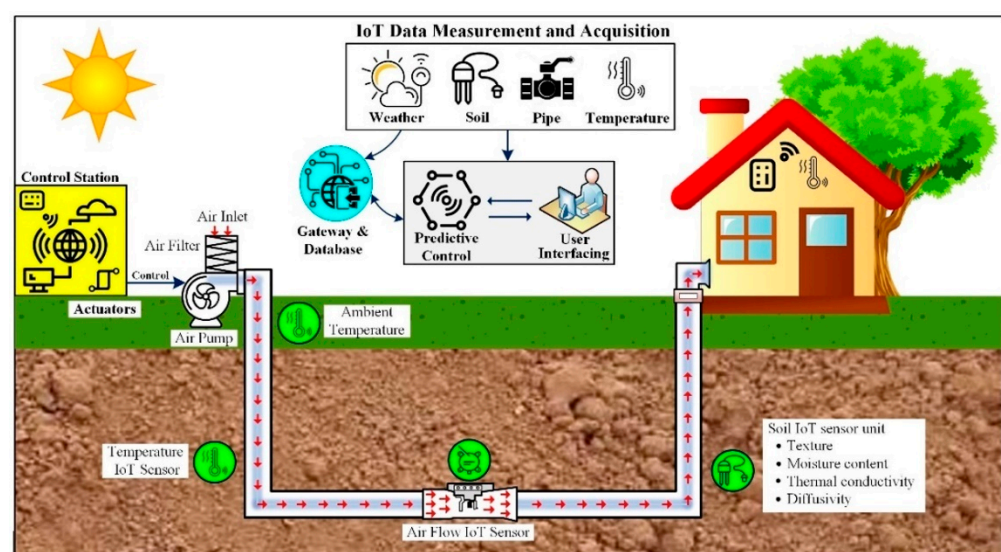 IoT Data Measurement and Acquisition
Weather
Soil
Pipe
Temperature
Control Station
Actuators
Control
Air Inlet
Air Filter
Air Pump
Gateway &
Database
Predictive
Control
User
Interfacing
Ambient
Temperature
Temperature
IoT Sensor
Air Flow IoT Sensor
Soil IoT sensor unit
• Texture
• Moisture content
• Thermal conductivity
• Diffusivity